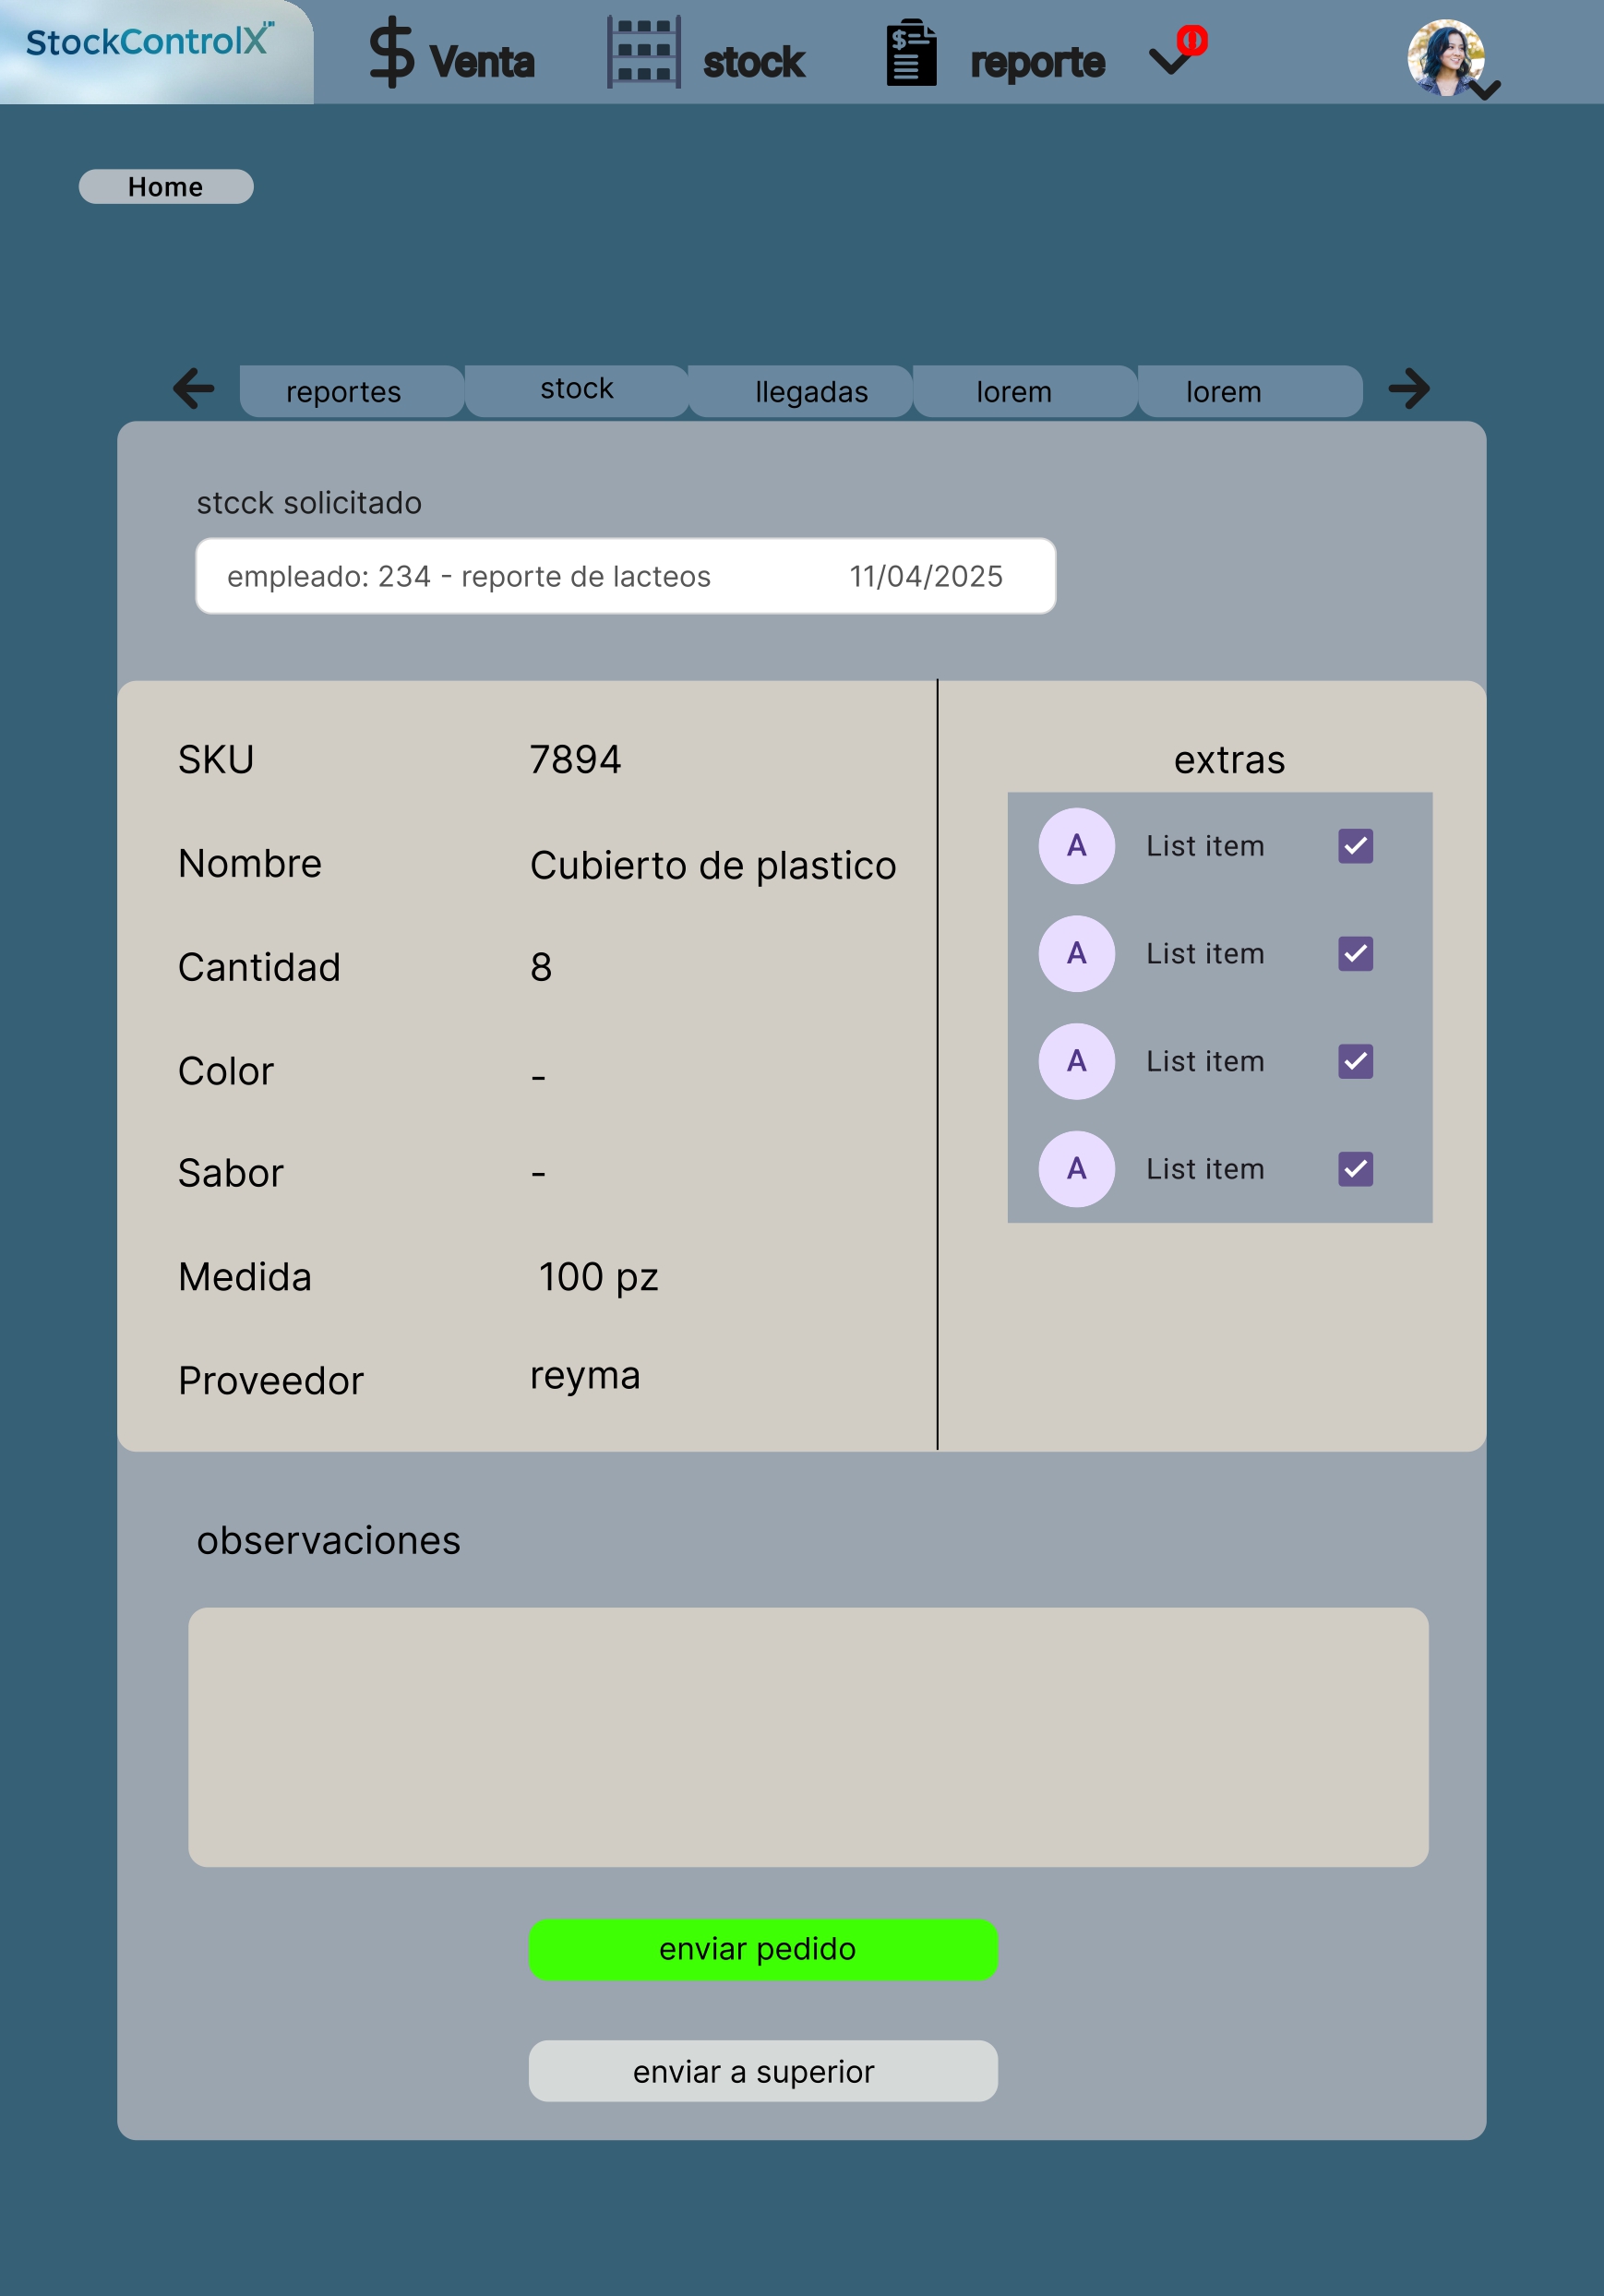 StockControlX
$ Venta
stock
reporte
0
Home
reportes
stock
llegadas
lorem
lorem
stcck solicitado
empleado: 234 - reporte de lacteos 11/04/2025
SKU 7894
Nombre Cubierto de plastico
Cantidad 8
Color -
Sabor -
Medida 100 pz
Proveedor reyma
extras
A List item
A List item
A List item
A List item
observaciones
enviar pedido
enviar a superior